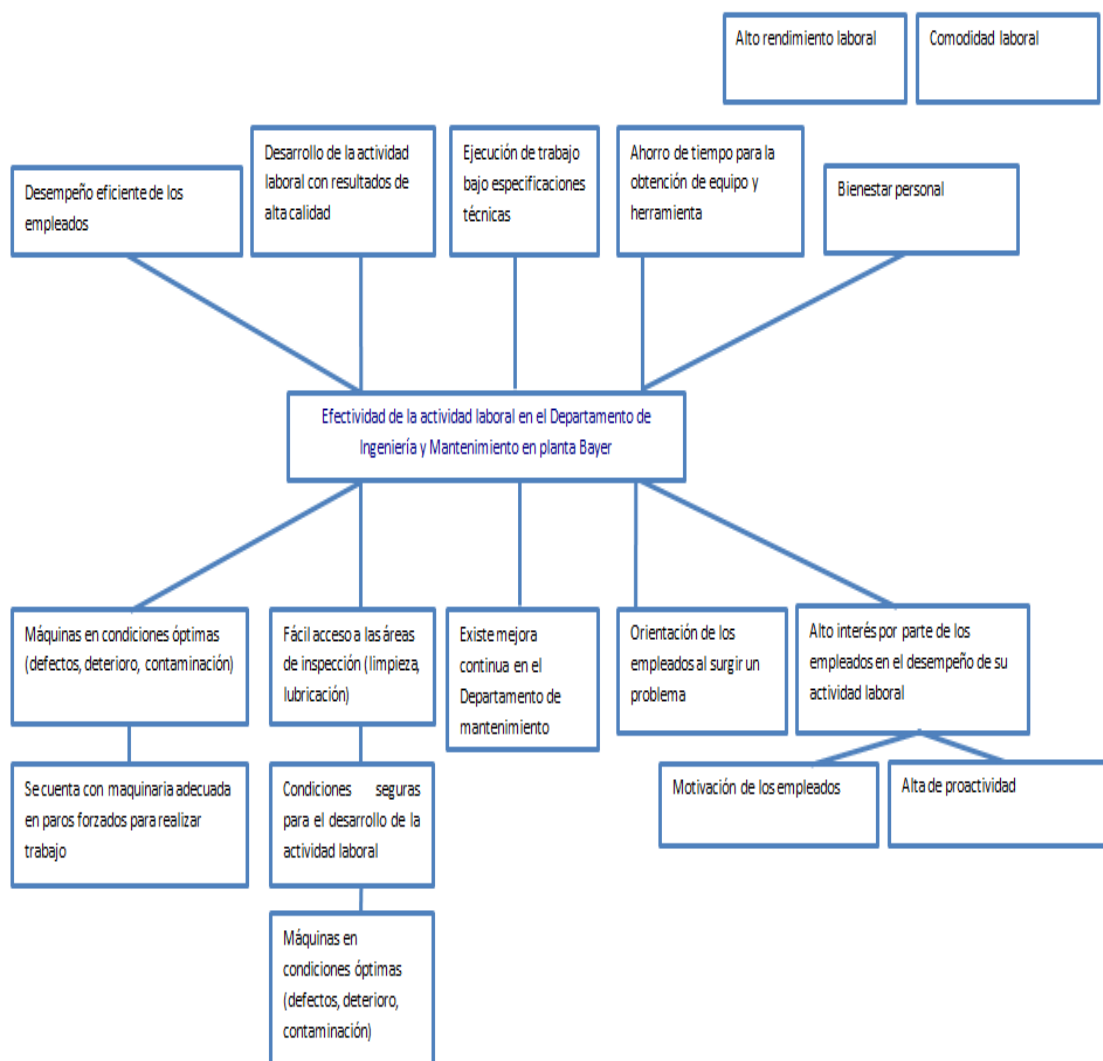 Alto rendimiento laboral
Comodidad laboral
Desempeño eficiente de los
empleados
Desarrollo de la actividad
laboral con resultados de
alta calidad
Ejecución de trabajo
bajo especificaciones
técnicas
Ahorro de tiempo para la
obtención de equipo y
herramienta
Bienestar personal
Efectividad de la actividad laboral en el Departamento de
Ingeniería y Mantenimiento en planta Bayer
Máquinas en condiciones óptimas
(defectos, deterioro, contaminación)
Fácil acceso a las áreas
de inspección (limpieza,
lubricación)
Existe mejora
continua en el
Departamento de
mantenimiento
Orientación de los
empleados al surgir un
problema
Alto interés por parte de los
empleados en el desempeño de su
actividad laboral
Se cuenta con maquinaria adecuada
en paros forzados para realizar
trabajo
Condiciones seguras
para el desarrollo de la
actividad laboral
Motivación de los empleados
Alta de proactividad
Máquinas en
condiciones óptimas
(defectos, deterioro,
contaminación)